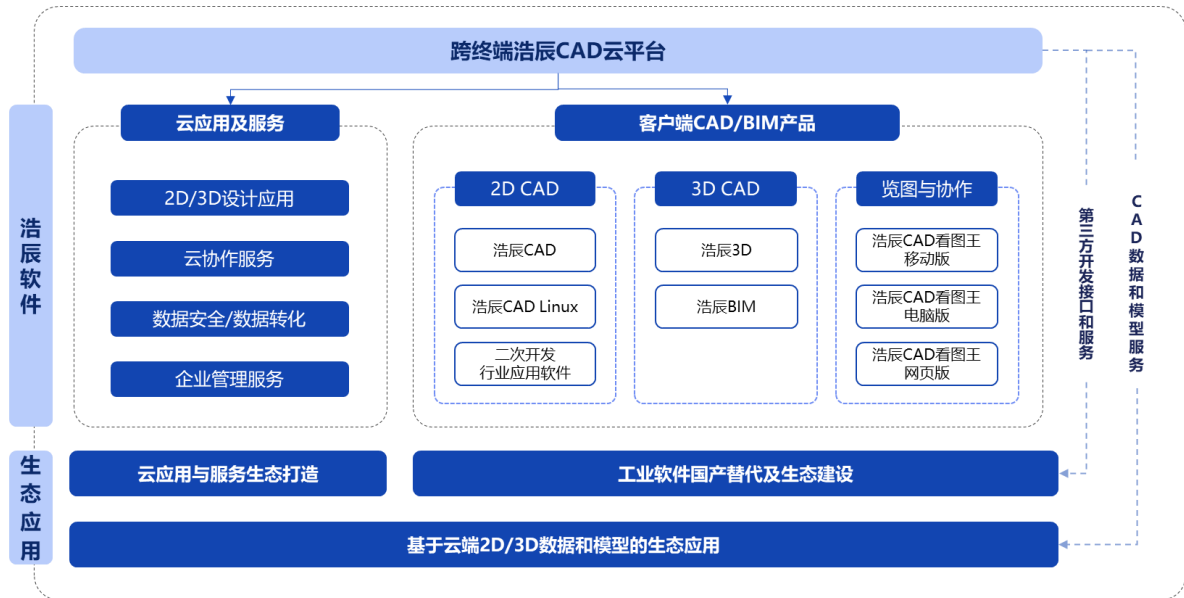 跨终端浩辰CAD云平台
浩辰软件
云应用及服务
2D/3D设计应用
云协作服务
数据安全/数据转化
企业管理服务
客户端CAD/BIM产品
2D CAD
浩辰CAD
浩辰CAD Linux
二次开发
行业应用软件
3D CAD
浩辰3D
浩辰BIM
览图与协作
浩辰CAD看图王
移动版
浩辰CAD看图王
电脑版
浩辰CAD看图王
网页版
第三方开发接口和服务
CAD数据和模型服务
生态应用
云应用与服务生态打造
工业软件国产替代及生态建设
基于云端2D/3D数据和模型的生态应用